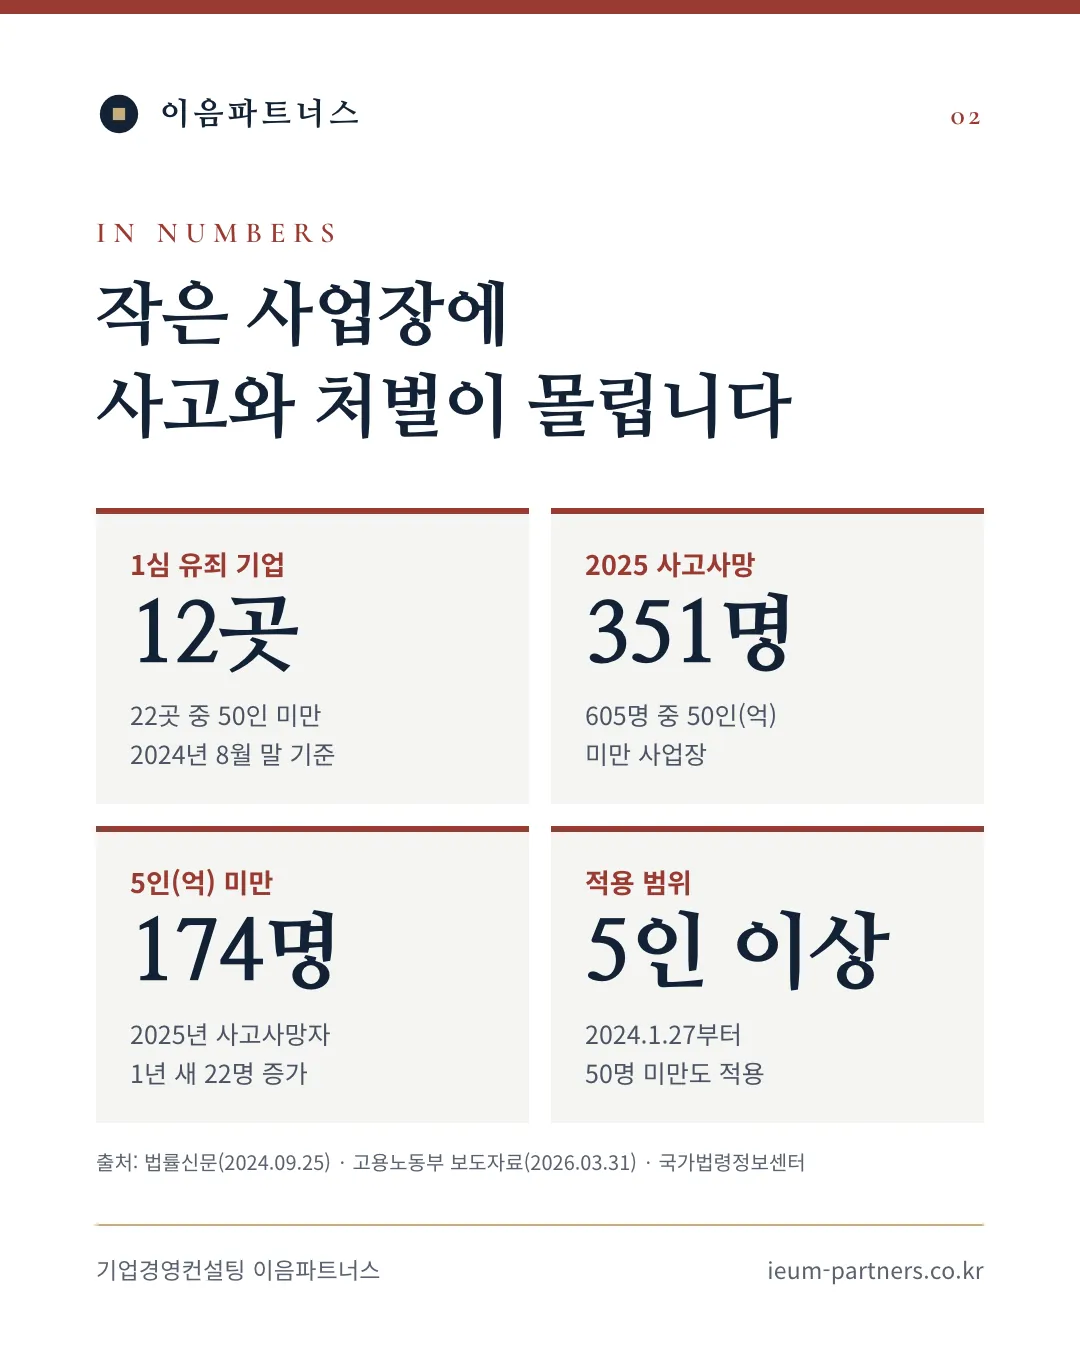 이음파트너스
02
IN NUMBERS
작은 사업장에
사고와 처벌이 몰립니다
1심 유죄 기업
12곳
22곳 중 50인 미만
2024년 8월 말 기준
2025 사고사망
351명
605명 중 50인(억)
미만 사업장
5인(억) 미만
174명
2025년 사고사망자
1년 새 22명 증가
적용 범위
5인 이상
2024.1.27부터
50명 미만도 적용
출처: 법률신문(2024.09.25) · 고용노동부 보도자료(2026.03.31) · 국가법령정보센터
기업경영컨설팅 이음파트너스
ieum-partners.co.kr